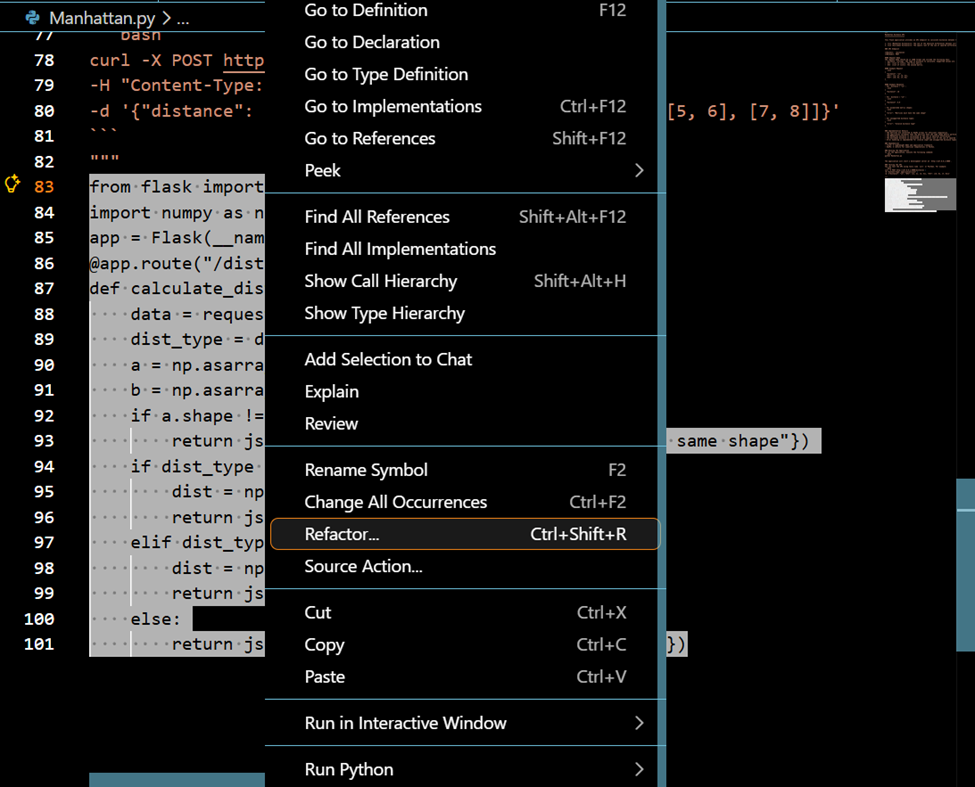 Manhattan.py > ...
77 bash
78 curl -X POST http
79 -H "Content-Type:
80 -d '{"distance": [5, 6], [7, 8]]}'
81 ```
82 """
83 from flask import
84 import numpy as n
85 app = Flask(__nam
86 @app.route("/dist
87 def calculate_dis
88 data = reques
89 dist_type = d
90 a = np.asarra
91 b = np.asarra
92 if a.shape !=
93 return js same shape"})
94 if dist_type
95 dist = np
96 return js
97 elif dist_typ
98 dist = np
99 return js
100 else:
101 return js })
Go to Definition F12
Go to Declaration
Go to Type Definition
Go to Implementations Ctrl+F12
Go to References Shift+F12
Peek >
Find All References Shift+Alt+F12
Find All Implementations
Show Call Hierarchy Shift+Alt+H
Show Type Hierarchy
Add Selection to Chat
Explain
Review
Rename Symbol F2
Change All Occurrences Ctrl+F2
Refactor... Ctrl+Shift+R
Source Action...
Cut Ctrl+X
Copy Ctrl+C
Paste Ctrl+V
Run in Interactive Window >
Run Python >